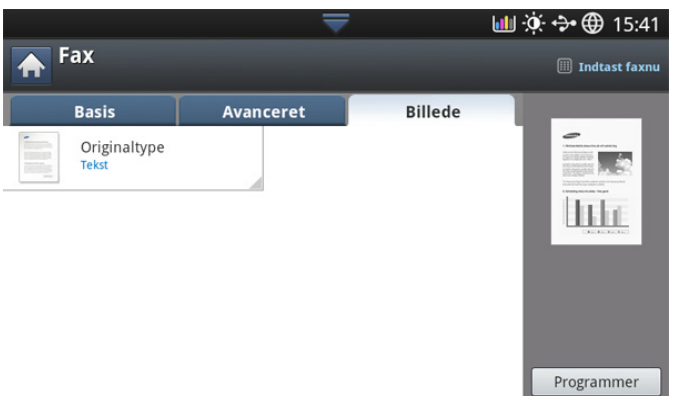 15:41
Fax
Indtast faxnu
Basis
Avanceret
Billede
Originaltype
Tekst
Programmer